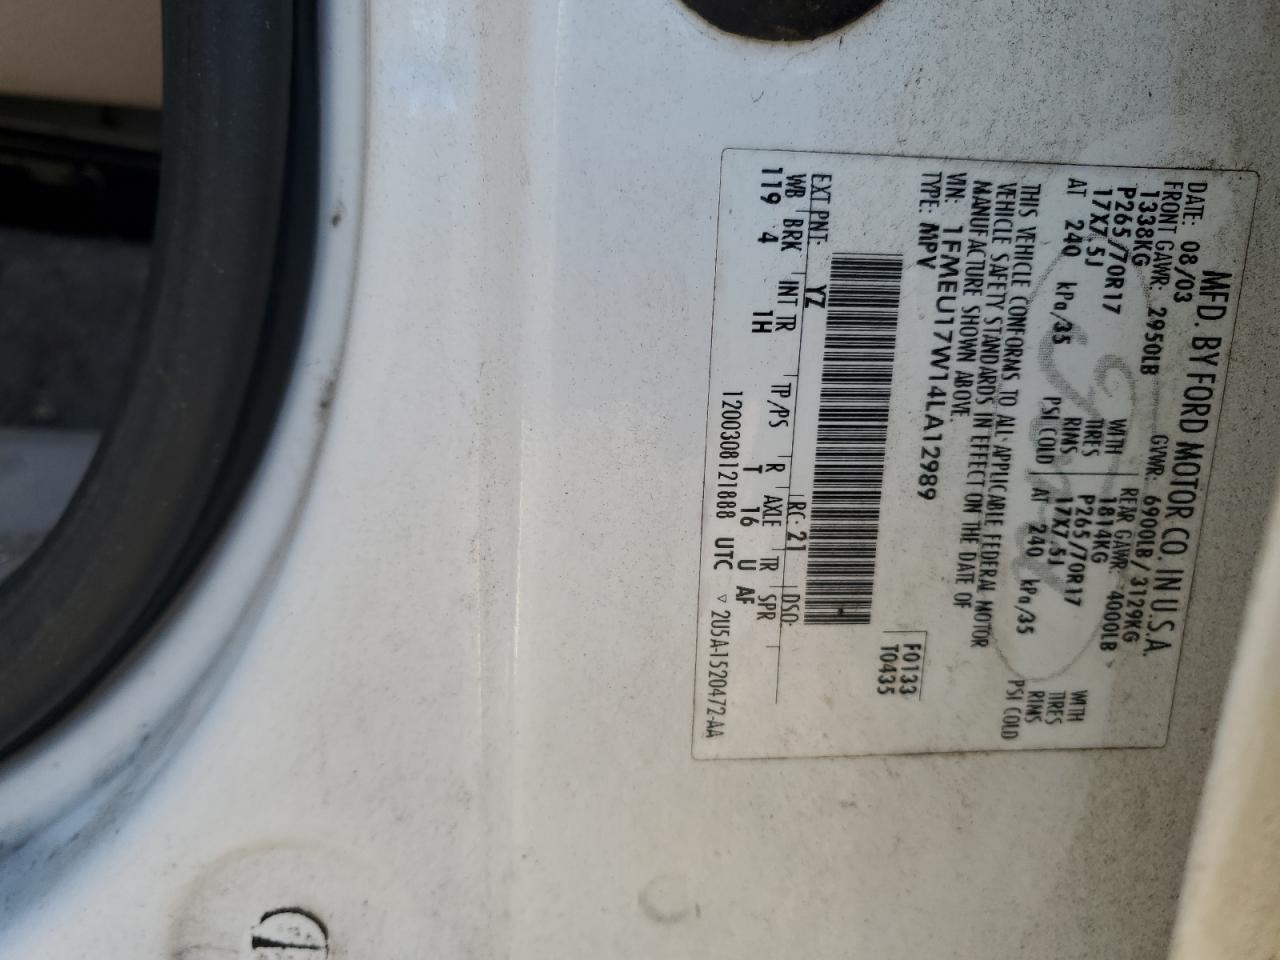 MFD. BY FORD MOTOR CO. IN U.S.A.
DATE: 08/03 GVWR: 6900LB / 3129KG
FRONT GAWR: 2950LB REAR GAWR: 4000LB
1338KG WITH 1814KG WITH
P265/70R17 TIRES P265/70R17 TIRES
17X7.5J RIMS 17X7.5J RIMS
AT 240 kPa/35 PSI COLD AT 240 kPa/35 PSI COLD
THIS VEHICLE CONFORMS TO ALL APPLICABLE FEDERAL MOTOR
VEHICLE SAFETY STANDARDS IN EFFECT ON THE DATE OF
MANUFACTURE SHOWN ABOVE.
VIN: 1FMEU17W14LA12989
TYPE: MPV
F0133
T0435
EXT PNT: YZ RC: 21 DSO:
WB BRK INT TR TP/PS R AXLE TR SPR
119 4 1H T 16 U AF
1200308121888 UTC ▽ 2U5A-1520472-AA